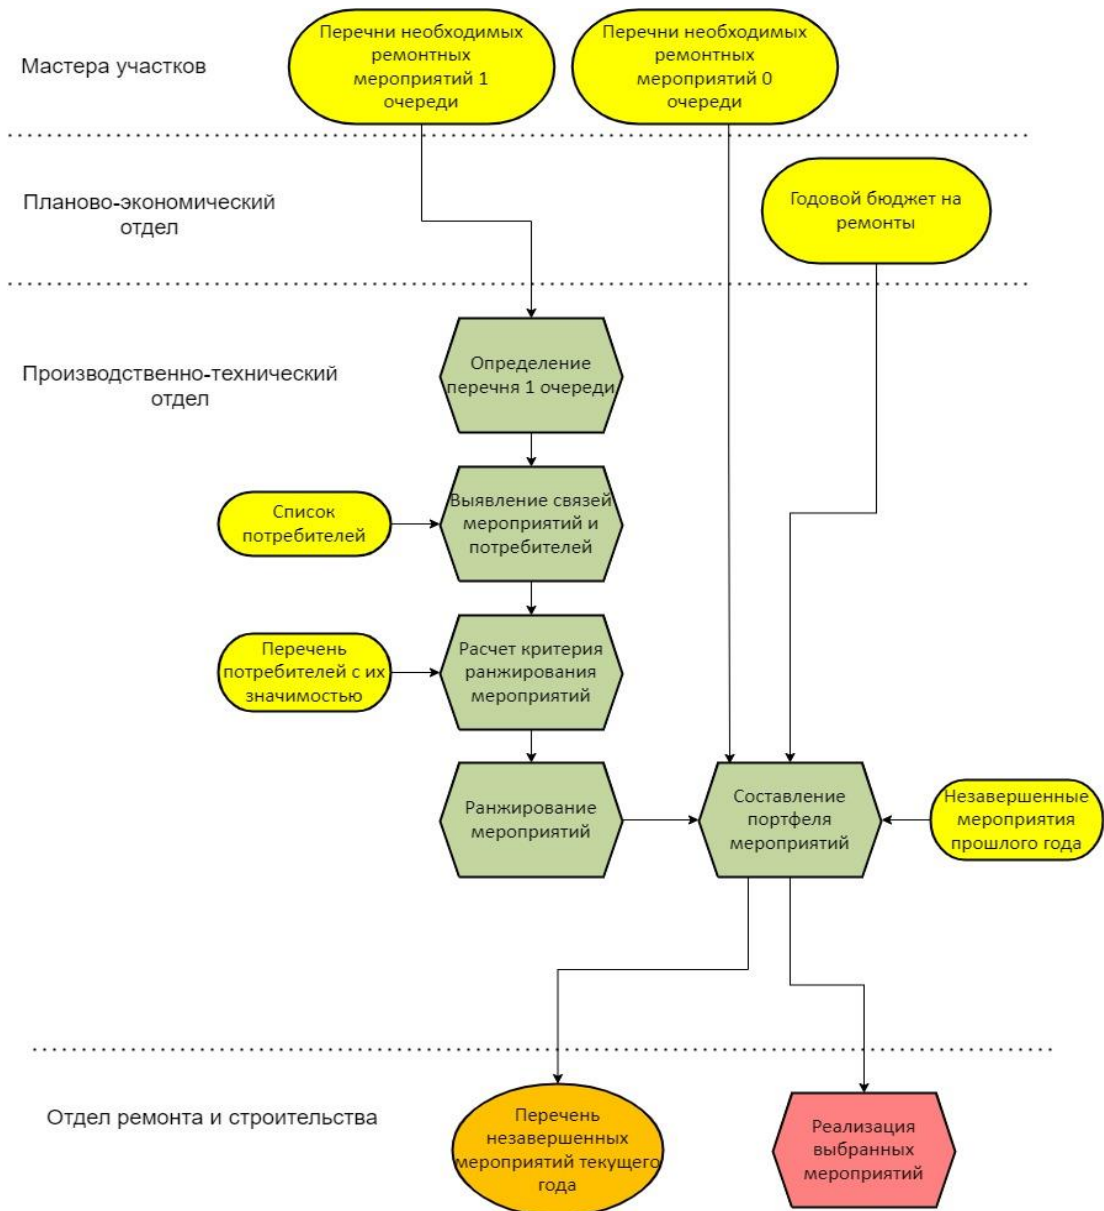 Мастера участков
Перечни необходимых
ремонтных
мероприятий 1
очереди
Перечни необходимых
ремонтных
мероприятий 0
очереди
Планово-экономический
отдел
Годовой бюджет на
ремонты
Производственно-технический
отдел
Определение
перечня 1 очереди
Список
потребителей
Выявление связей
мероприятий и
потребителей
Перечень
потребителей с их
значимостью
Расчет критерия
ранжирования
мероприятий
Ранжирование
мероприятий
Составление
портфеля
мероприятий
Незавершенные
мероприятия
прошлого года
Отдел ремонта и строительства
Перечень
незавершенных
мероприятий текущего
года
Реализация
выбранных
мероприятий